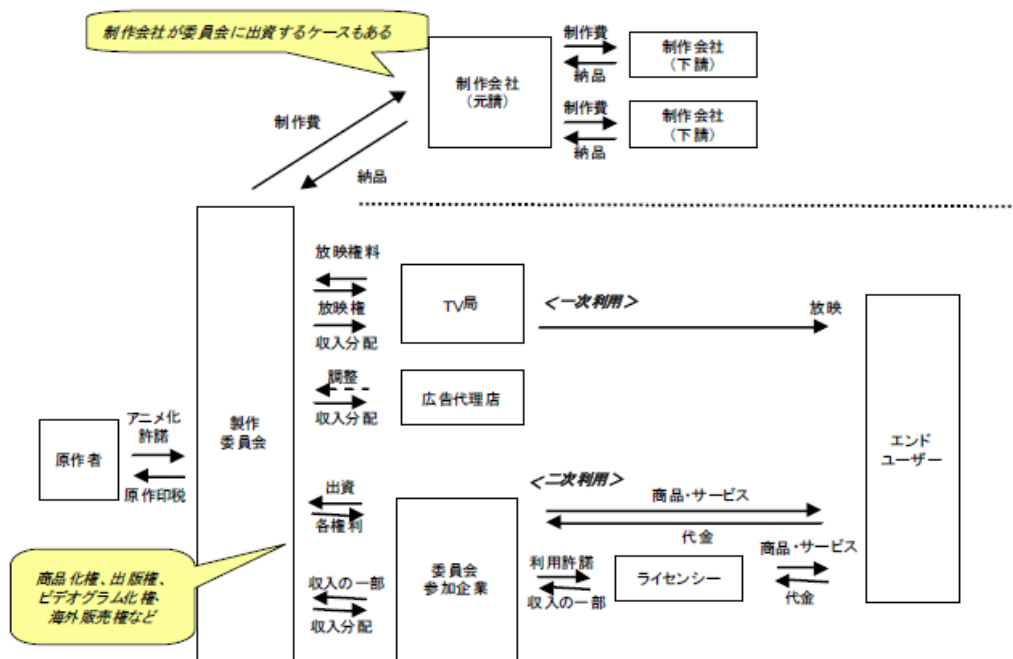 制作会社が委員会に出資するケースもある
制作会社
(元請)
制作費
納品
制作会社
(下請)
制作費
納品
制作会社
(下請)
制作費
納品
放映権料
放映権
収入分配
TV局
<一次利用>
放映
調整
収入分配
広告代理店
原作者
アニメ化
許諾
原作印税
製作
委員会
エンド
ユーザー
出資
各権利
<二次利用>
商品・サービス
代金
委員会
参加企業
収入の一部
収入分配
利用許諾
収入の一部
ライセンシー
商品・サービス
代金
商品化権、出版権、
ビデオグラム化権、
海外販売権など